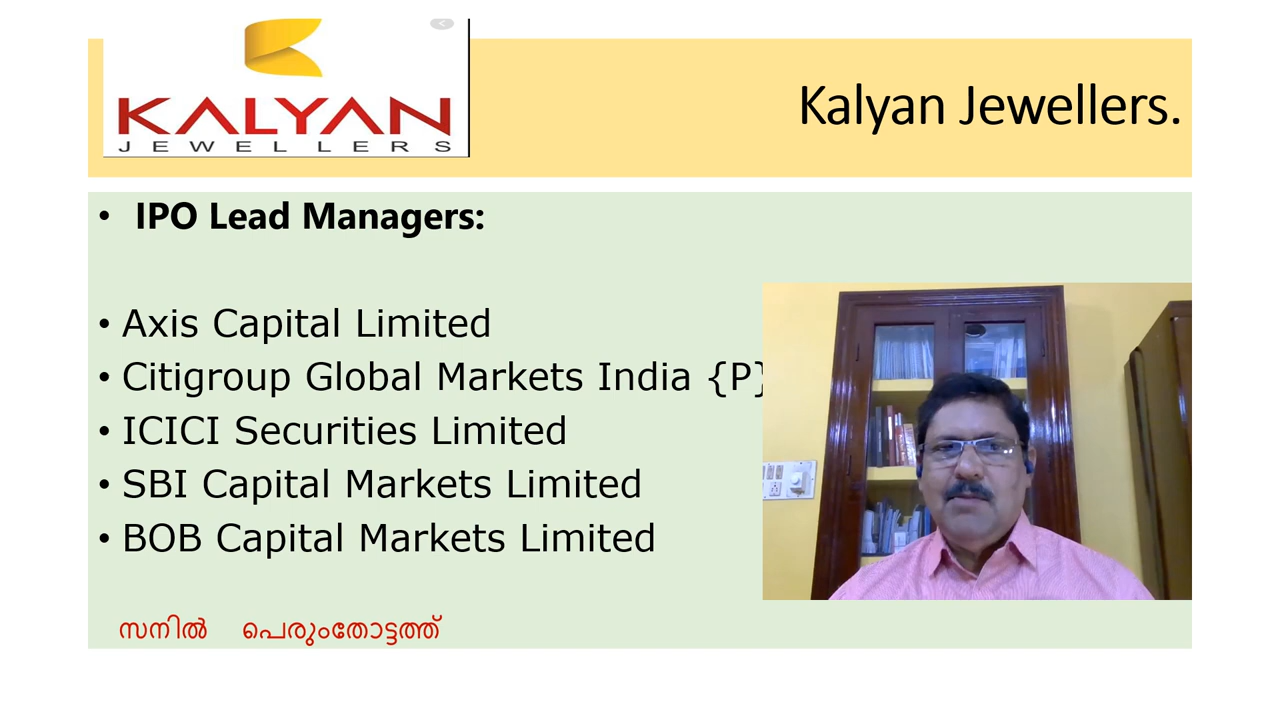 KALYAN
JEWELLERS
Kalyan Jewellers.
• IPO Lead Managers:
• Axis Capital Limited
• Citigroup Global Markets India {P}
• ICICI Securities Limited
• SBI Capital Markets Limited
• BOB Capital Markets Limited
സനിൽ പെരുംതോട്ടത്ത്